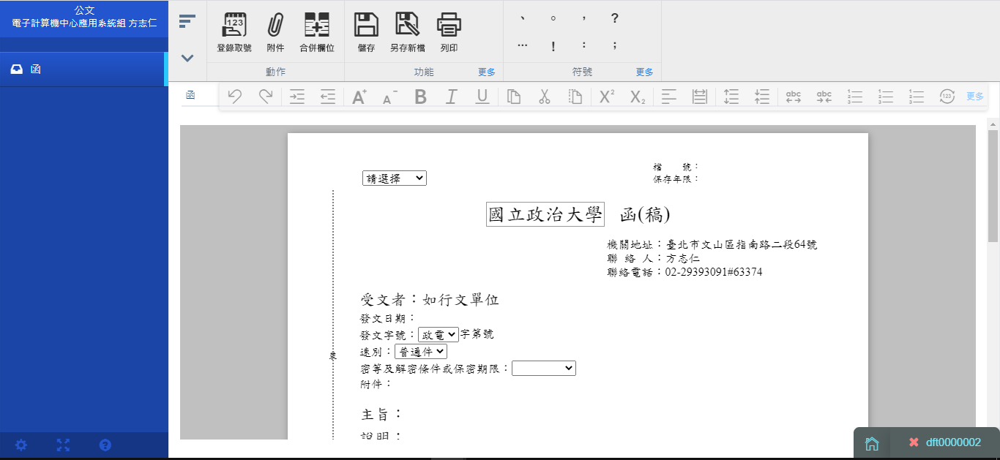 公文
電子計算機中心應用系統組 方志仁
函
登錄取號 附件 合併欄位
動作
儲存 另存新檔 列印
功能 更多
、 。 , ?
… ! : ;
符號 更多
函
A+ A- B I U X² X₂ abc abc 123 更多
請選擇
檔 號:
保存年限:
國立政治大學 函(稿)
機關地址:臺北市文山區指南路二段64號
聯 絡 人:方志仁
聯絡電話:02-29393091#63374
受文者:如行文單位
發文日期:
發文字號: 政電 字第號
速別: 普通件
裝
密等及解密條件或保密期限:
附件:
主旨:
說明:
dft0000002